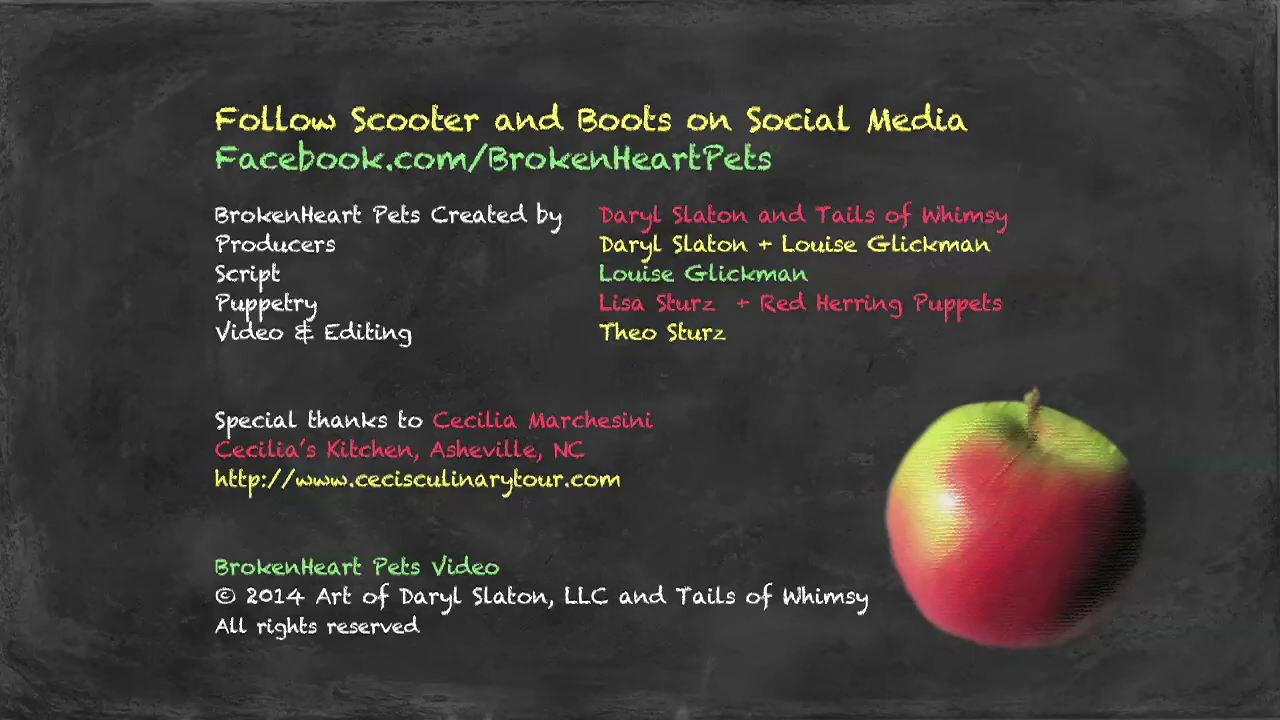 Follow Scooter and Boots on Social Media
Facebook.com/BrokenHeartPets
BrokenHeart Pets Created by Daryl Slaton and Tails of Whimsy
Producers Daryl Slaton + Louise Glickman
Script Louise Glickman
Puppetry Lisa Sturz + Red Herring Puppets
Video & Editing Theo Sturz
Special thanks to Cecilia Marchesini
Cecilia's Kitchen, Asheville, NC
http://www.cecisculinarytour.com
BrokenHeart Pets Video
© 2014 Art of Daryl Slaton, LLC and Tails of Whimsy
All rights reserved